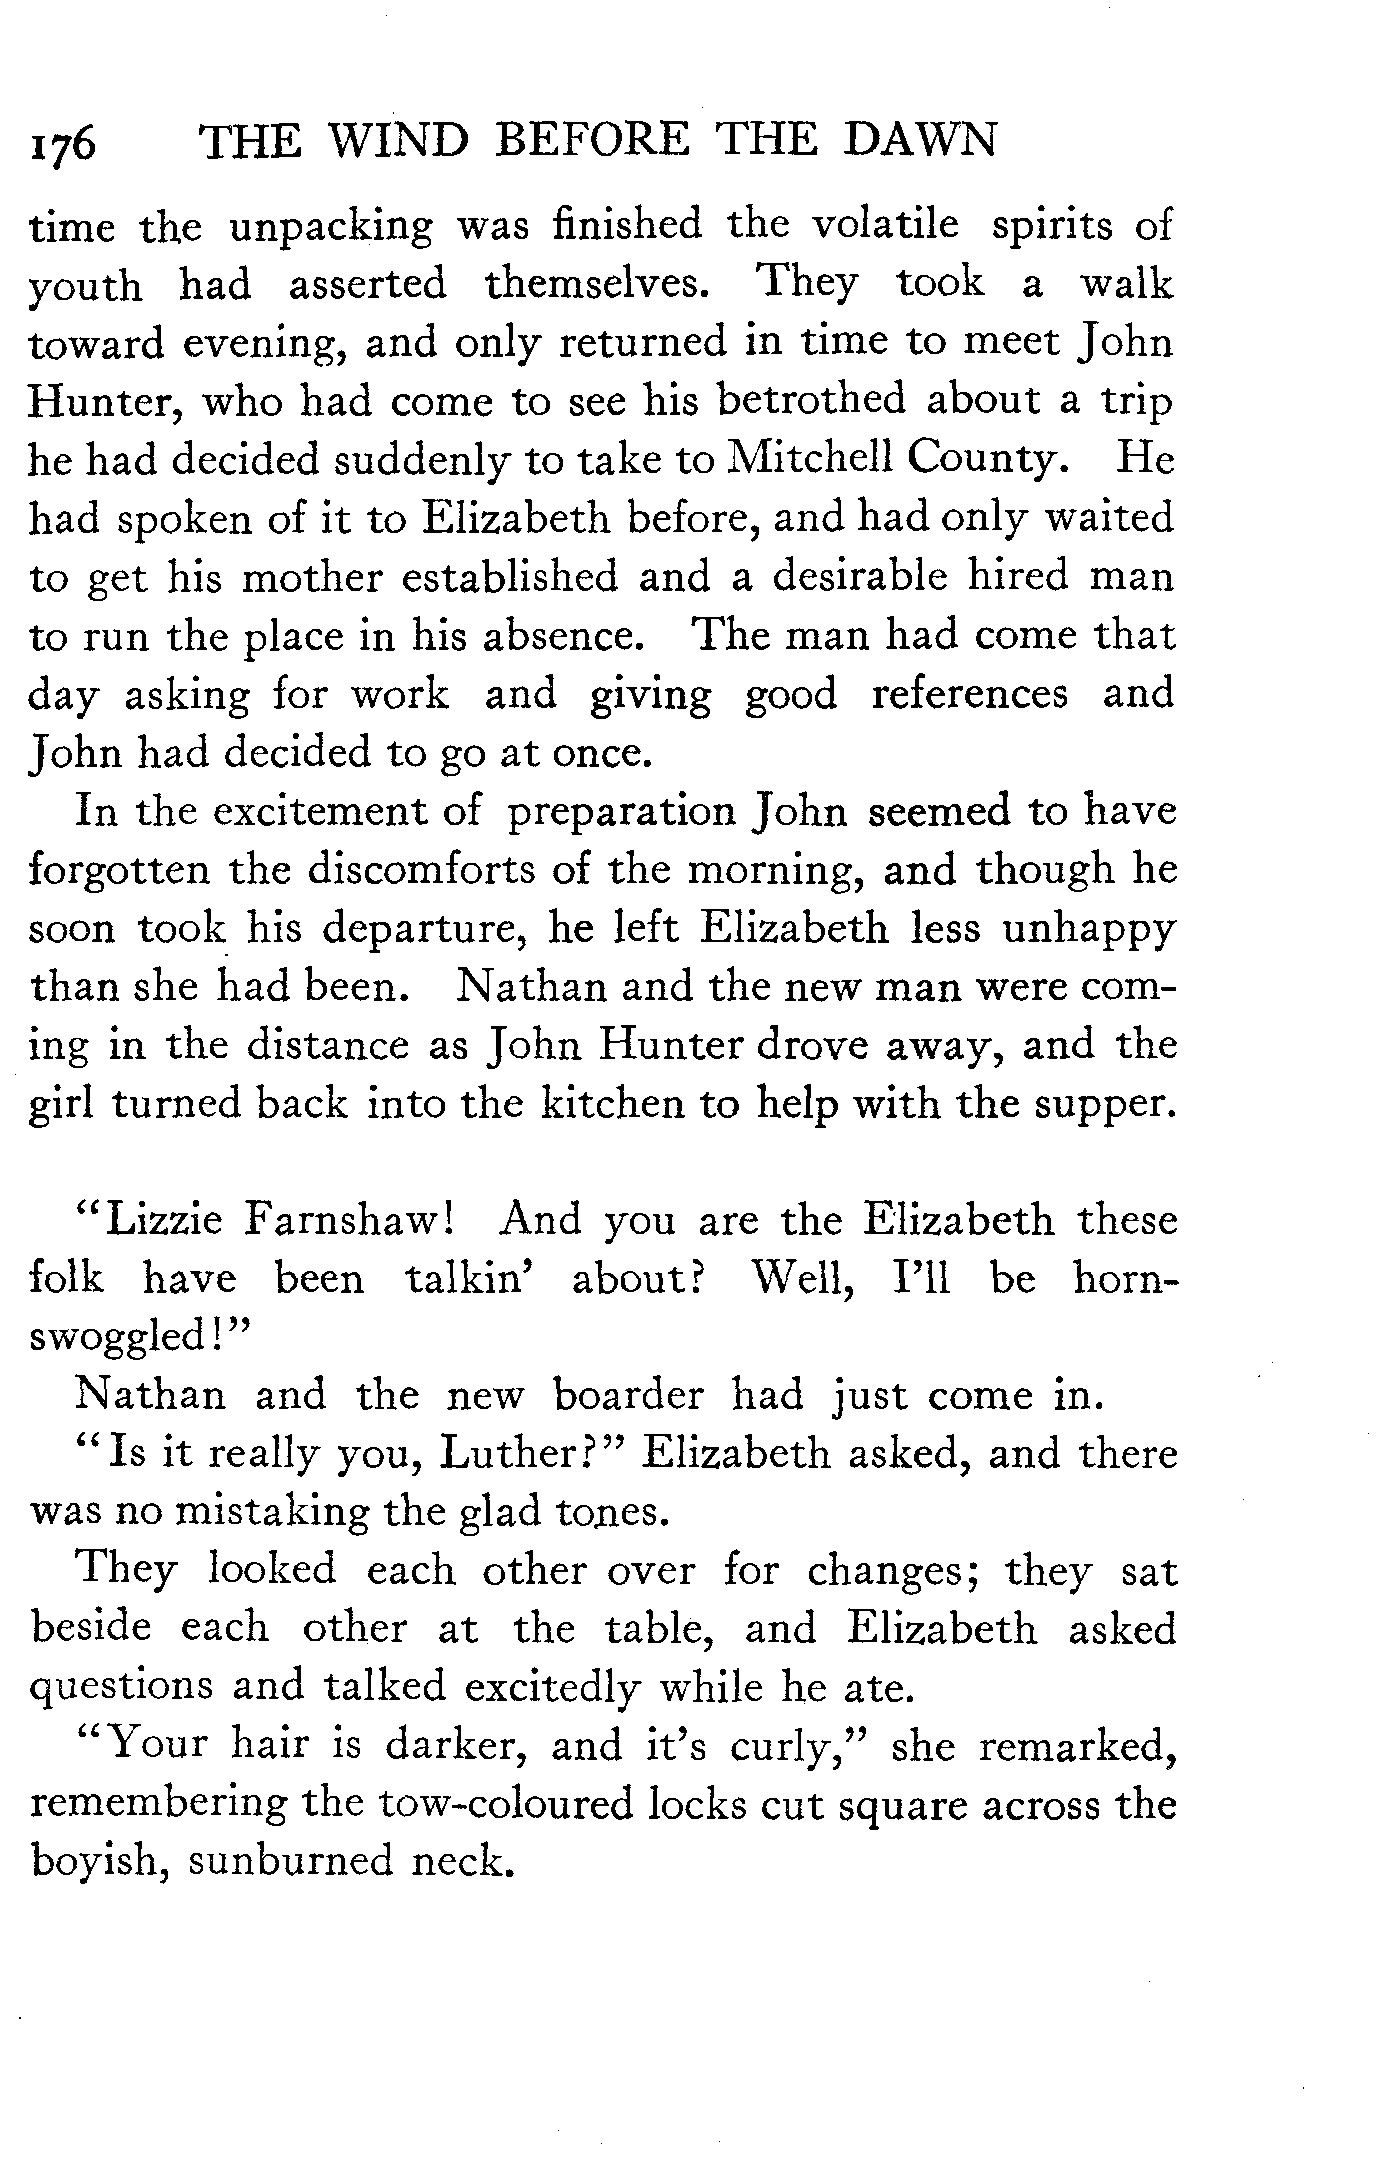 176 THE WIND BEFORE THE DAWN
time the unpacking was finished the volatile spirits of
youth had asserted themselves. They took a walk
toward evening, and only returned in time to meet John
Hunter, who had come to see his betrothed about a trip
he had decided suddenly to take to Mitchell County. He
had spoken of it to Elizabeth before, and had only waited
to get his mother established and a desirable hired man
to run the place in his absence. The man had come that
day asking for work and giving good references and
John had decided to go at once.
In the excitement of preparation John seemed to have
forgotten the discomforts of the morning, and though he
soon took his departure, he left Elizabeth less unhappy
than she had been. Nathan and the new man were com-
ing in the distance as John Hunter drove away, and the
girl turned back into the kitchen to help with the supper.
“Lizzie Farnshaw! And you are the Elizabeth these
folk have been talkin’ about? Well, I’ll be horn-
swoggled!”
Nathan and the new boarder had just come in.
“Is it really you, Luther?” Elizabeth asked, and there
was no mistaking the glad tones.
They looked each other over for changes; they sat
beside each other at the table, and Elizabeth asked
questions and talked excitedly while he ate.
“Your hair is darker, and it’s curly,” she remarked,
remembering the tow-coloured locks cut square across the
boyish, sunburned neck.